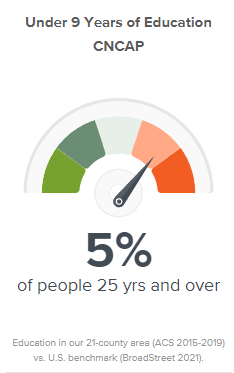 Under 9 Years of Education
CNCAP
5%
of people 25 yrs and over
Education in our 21-county area (ACS 2015-2019)
vs. U.S. benchmark (BroadStreet 2021).